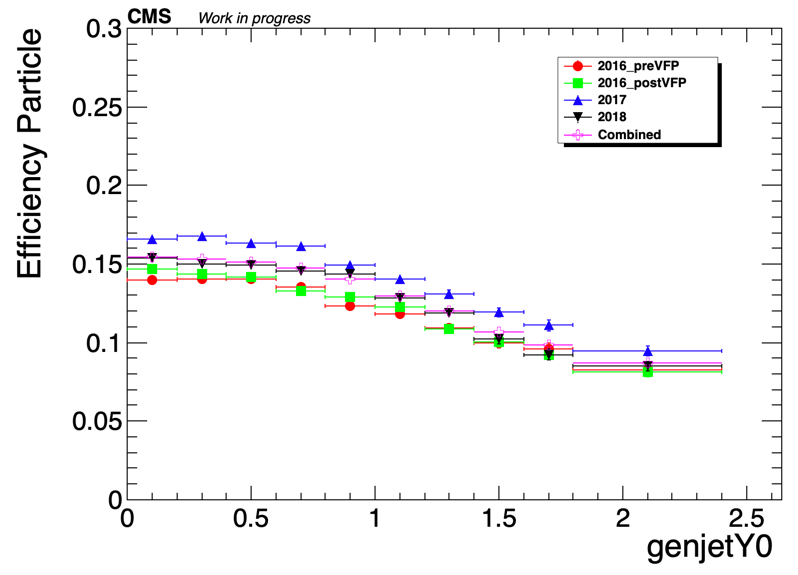 CMS Work in progress
0.3
0.25
0.2
0.15
0.1
0.05
0
Efficiency Particle
2016_preVFP
2016_postVFP
2017
2018
Combined
0 0.5 1 1.5 2 2.5
genjetY0